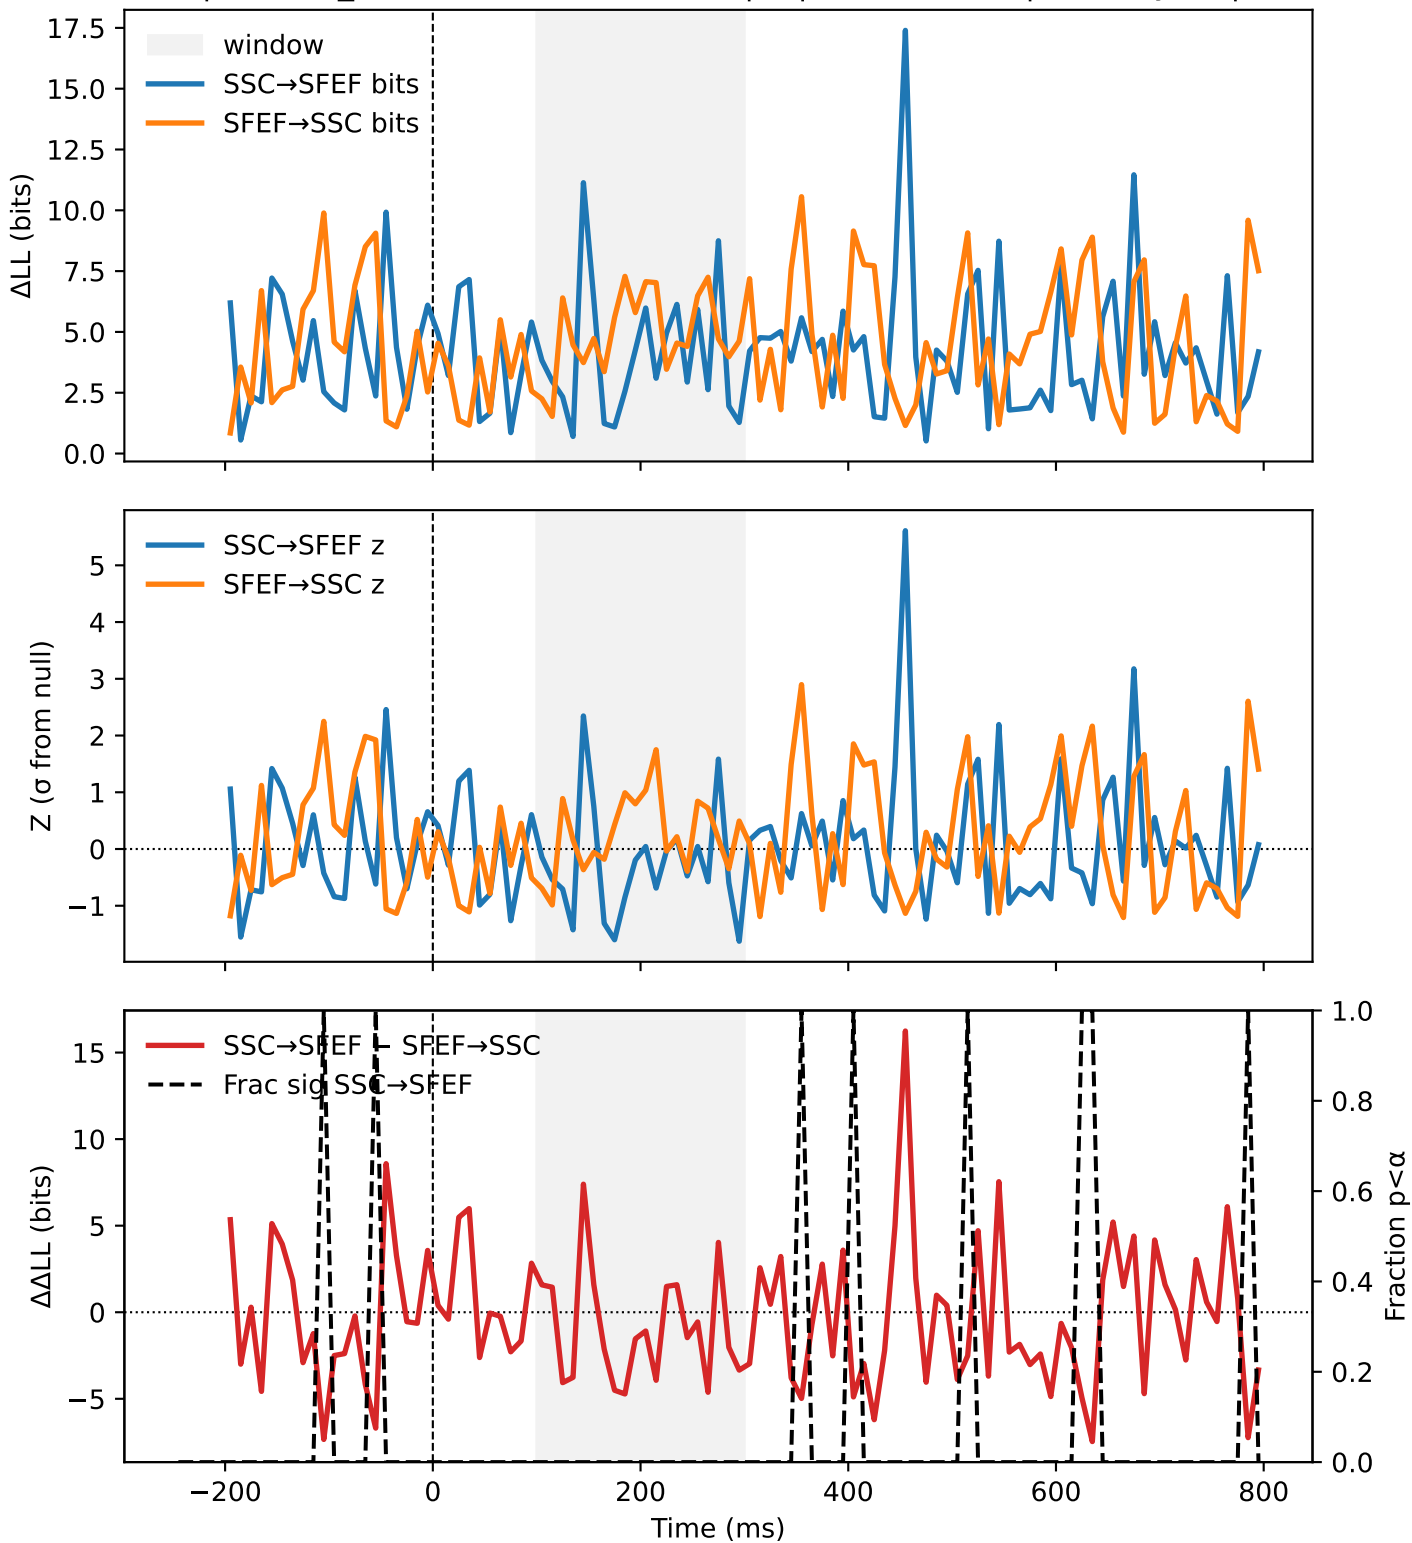 17.5
15.0
12.5
10.0
7.5
5.0
2.5
0.0
ΔLL (bits)
window
SSC→SFEF bits
SFEF→SSC bits
5
4
3
2
1
0
−1
Z (σ from null)
SSC→SFEF z
SFEF→SSC z
15
10
5
0
−5
ΔΔLL (bits)
SSC→SFEF − SFEF→SSC
Frac sig SSC→SFEF
1.0
0.8
0.6
0.4
0.2
0.0
Fraction p<α
−200 0 200 400 600 800
Time (ms)